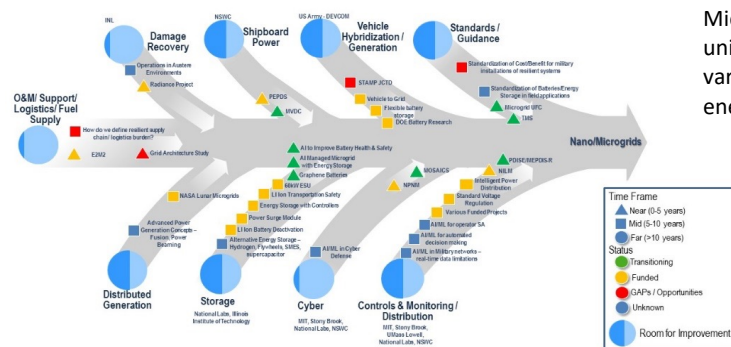 INL
Damage
Recovery
Operations in Austere
Environments
Radiance Project
NSWC
Shipboard
Power
PEPDS
MVDC
US Army - DEVCOM
Vehicle
Hybridization /
Generation
STAMP JCTD
Vehicle to Grid
Flexible battery
storage
DOE Battery Research
Standards /
Guidance
Standardization of Cost/Benefit for military
installations of resilient systems
Standardization of Batteries/Energy
Storage in field applications
Microgrid UFC
TMS
O&M/ Support/
Logistics/ Fuel
Supply
How do we define resilient supply
chain/ logistics burden?
E2M2
Grid Architecture Study
Nano/Microgrids
NASA Lunar Microgrids
Advanced Power
Generation Concepts –
Fusion, Power
Beaming
Distributed
Generation
AI to Improve Battery Health & Safety
AI Managed Microgrid
with Energy Storage
Graphene Batteries
LI Ion Transportation Safety
Energy Storage with Controllers
Power Surge Module
LI Ion Battery Deactivation
Alternative Energy Storage –
Hydrogen, Flywheels, SMES,
supercapacitor
Storage
National Labs, Illinois
Institute of Technology
MOSAICS
NPNM
AI/ML in Cyber
Defense
Cyber
MIT, Stony Brook,
National Labs, NSWC
PDISE/MEPDIS-R
NILM
Intelligent Power
Distribution
Standard Voltage
Regulation
Various Funded Projects
AI/ML for operator SA
AI/ML for automated
decision making
AI/ML in Military networks –
real-time data limitations
Controls & Monitoring /
Distribution
MIT, Stony Brook,
UMass Lowell,
National Labs, NSWC
Time Frame
Near (0-5 years)
Mid (5-10 years)
Far (>10 years)
Status
Transitioning
Funded
GAPs / Opportunities
Unknown
Room for Improvement
Mi
uni
var
ene